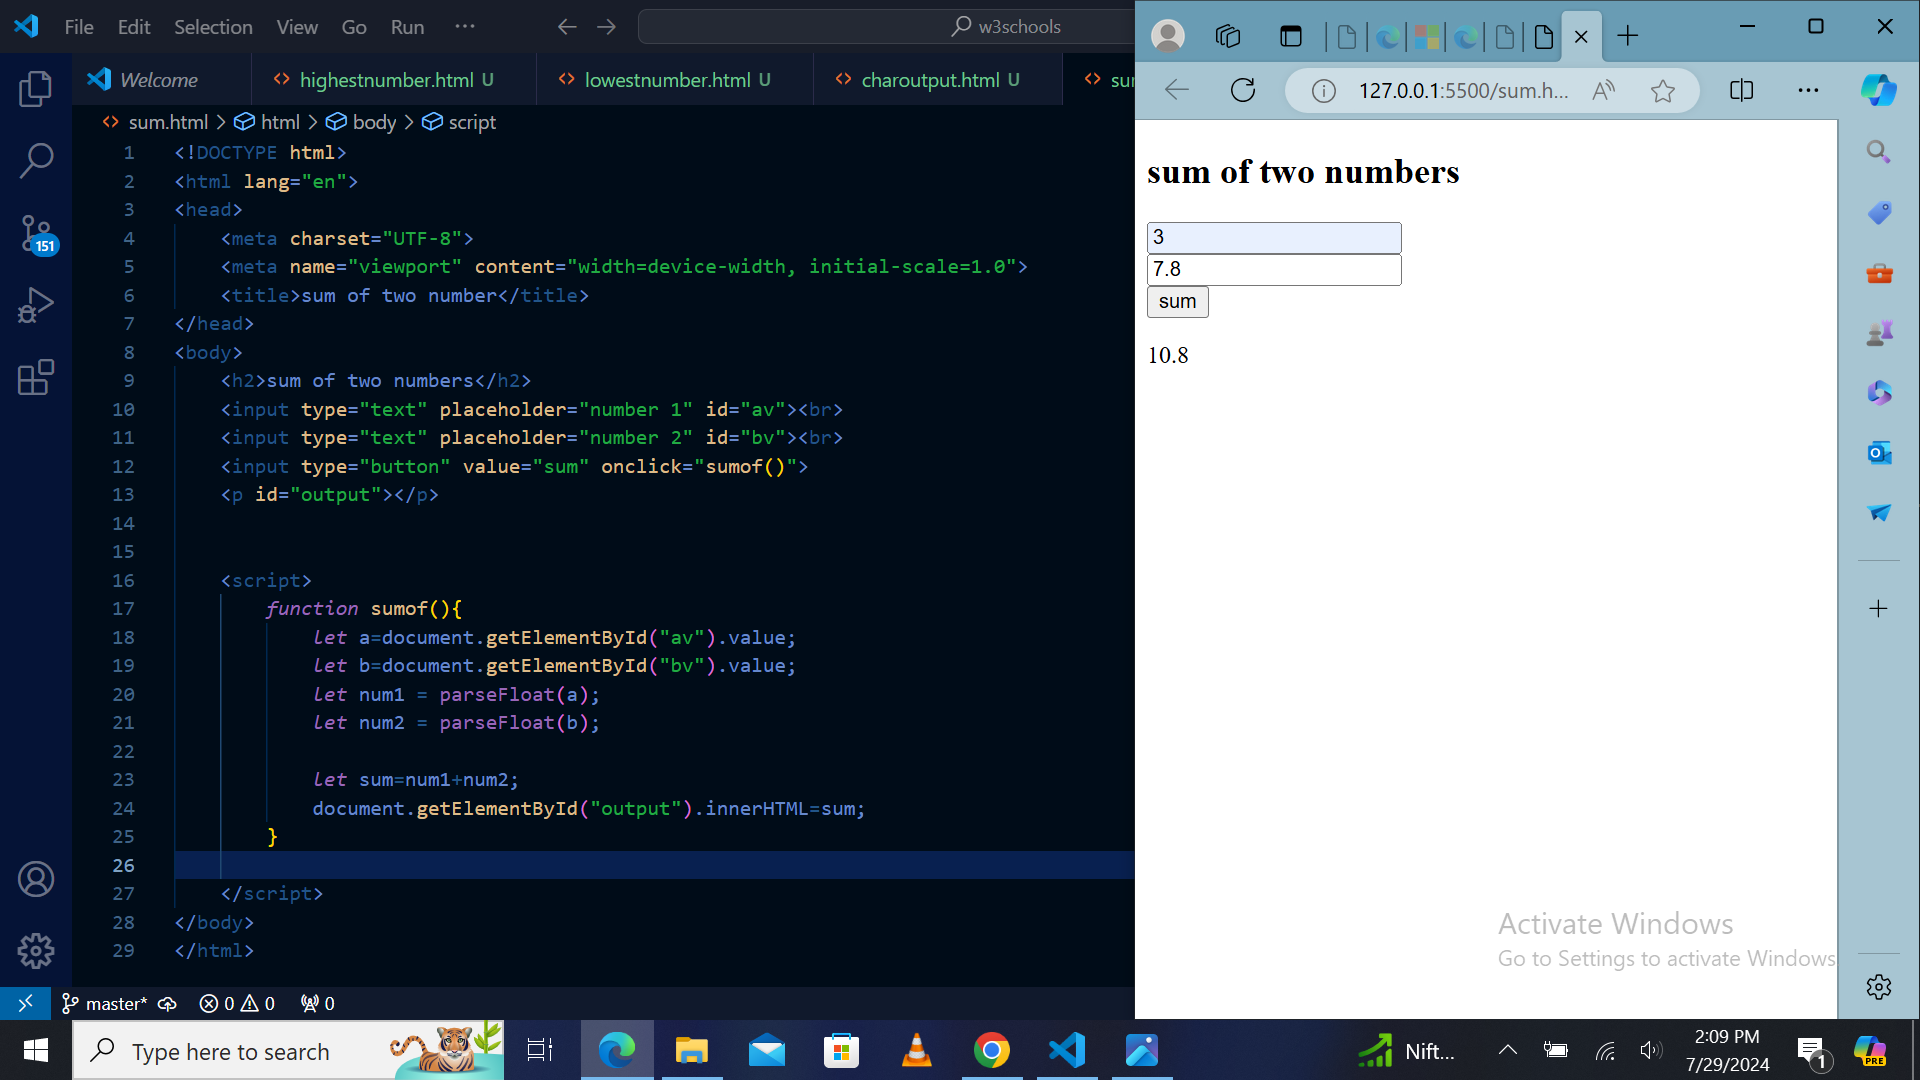 File Edit Selection View Go Run ···
w3schools
Welcome
highestnumber.html U
lowestnumber.html U
charoutput.html U
sum.html > html > body > script
1 <!DOCTYPE html>
2 <html lang="en">
3 <head>
4 <meta charset="UTF-8">
5 <meta name="viewport" content="width=device-width, initial-scale=1.0">
6 <title>sum of two number</title>
7 </head>
8 <body>
9 <h2>sum of two numbers</h2>
10 <input type="text" placeholder="number 1" id="av"><br>
11 <input type="text" placeholder="number 2" id="bv"><br>
12 <input type="button" value="sum" onclick="sumof()">
13 <p id="output"></p>
14
15
16 <script>
17 function sumof(){
18 let a=document.getElementById("av").value;
19 let b=document.getElementById("bv").value;
20 let num1 = parseFloat(a);
21 let num2 = parseFloat(b);
22
23 let sum=num1+num2;
24 document.getElementById("output").innerHTML=sum;
25 }
26
27 </script>
28 </body>
29 </html>
151
master* 0 0 0
127.0.0.1:5500/sum.h...
sum of two numbers
3
7.8
sum
10.8
Activate Windows
Go to Settings to activate Windows
Type here to search
Nift...
2:09 PM
7/29/2024
1
PRE